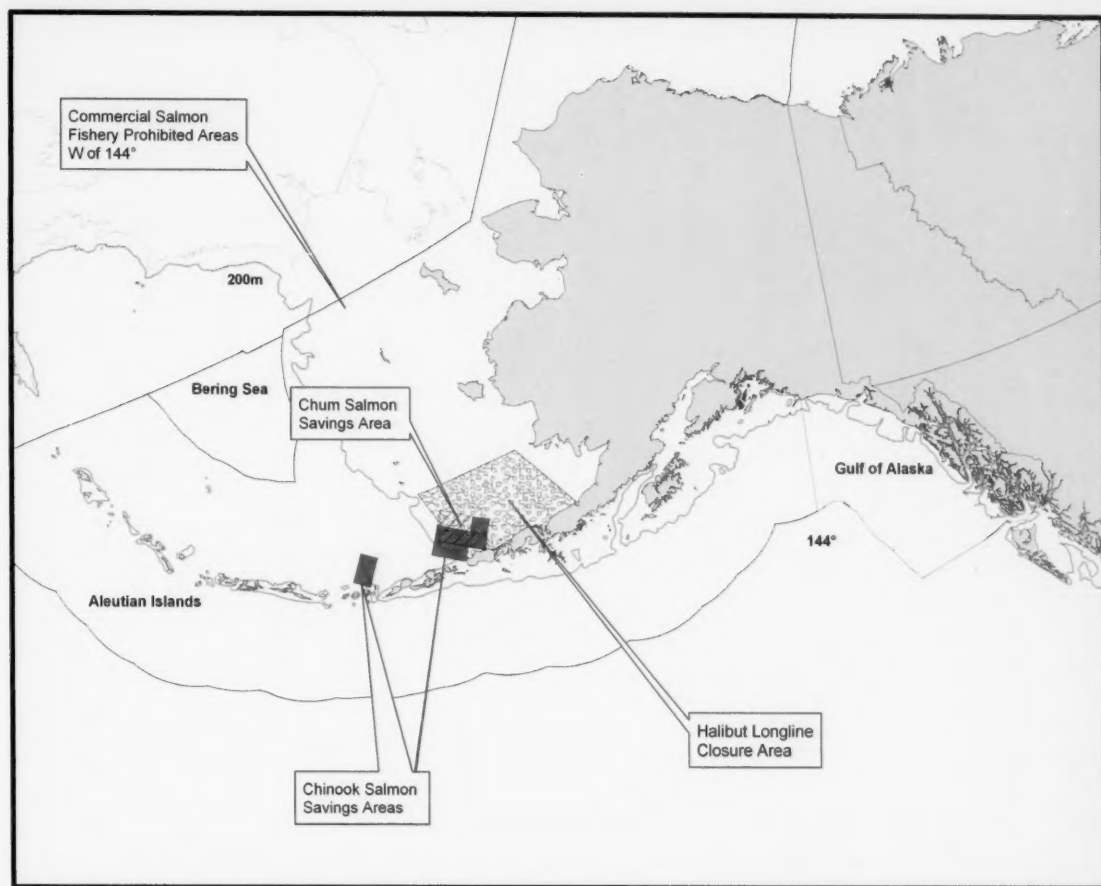 Commercial Salmon
Fishery Prohibited Areas
W of 144°
200m
Bering Sea
Chum Salmon
Savings Area
Gulf of Alaska
144°
Aleutian Islands
Halibut Longline
Closure Area
Chinook Salmon
Savings Areas